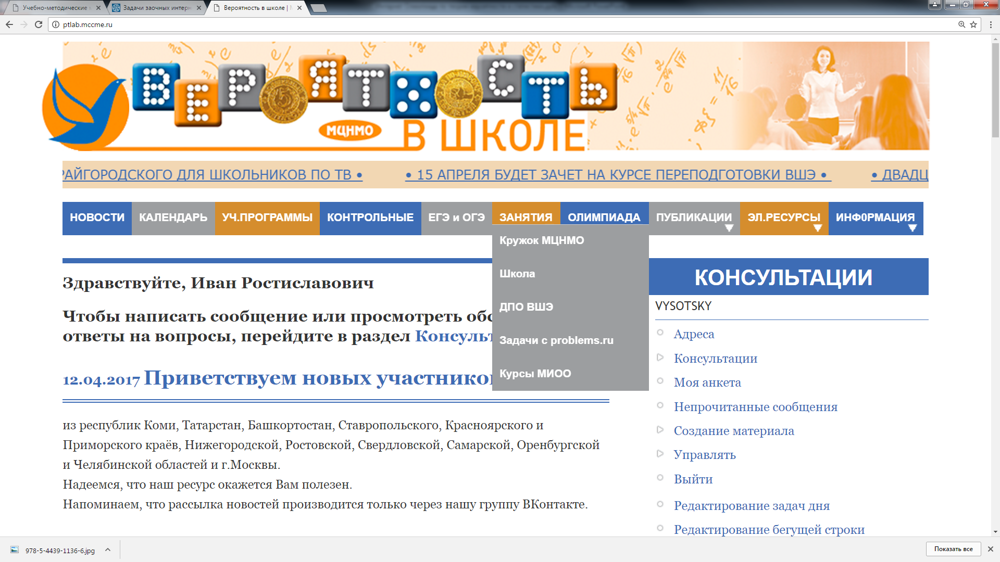 Учебно-методические
Задачи заочных интерн
Вероятность в школе |
ptlab.mccme.ru
ВЕРОЯТНОСТЬ
МЦНМО
В ШКОЛЕ
РАЙГОРОДСКОГО ДЛЯ ШКОЛЬНИКОВ ПО ТВ • • 15 АПРЕЛЯ БУДЕТ ЗАЧЕТ НА КУРСЕ ПЕРЕПОДГОТОВКИ ВШЭ • • ДВАДЦ
НОВОСТИ КАЛЕНДАРЬ УЧ.ПРОГРАММЫ КОНТРОЛЬНЫЕ ЕГЭ и ОГЭ ЗАНЯТИЯ ОЛИМПИАДА ПУБЛИКАЦИИ ЭЛ.РЕСУРСЫ ИНФ0РМАЦИЯ
Кружок МЦНМО
Школа
ДПО ВШЭ
Задачи с problems.ru
Курсы МИОО
Здравствуйте, Иван Ростиславович
Чтобы написать сообщение или просмотреть обс
ответы на вопросы, перейдите в раздел Консульт
12.04.2017 Приветствуем новых участников
из республик Коми, Татарстан, Башкортостан, Ставропольского, Красноярского и
Приморского краёв, Нижегородской, Ростовской, Свердловской, Самарской, Оренбургской
и Челябинской областей и г.Москвы.
Надеемся, что наш ресурс окажется Вам полезен.
Напоминаем, что рассылка новостей производится только через нашу группу ВКонтакте.
КОНСУЛЬТАЦИИ
VYSOTSKY
Адреса
Консультации
Моя анкета
Непрочитанные сообщения
Создание материала
Управлять
Выйти
Редактирование задач дня
Редактирование бегущей строки
978-5-4439-1136-6.jpg
Показать все